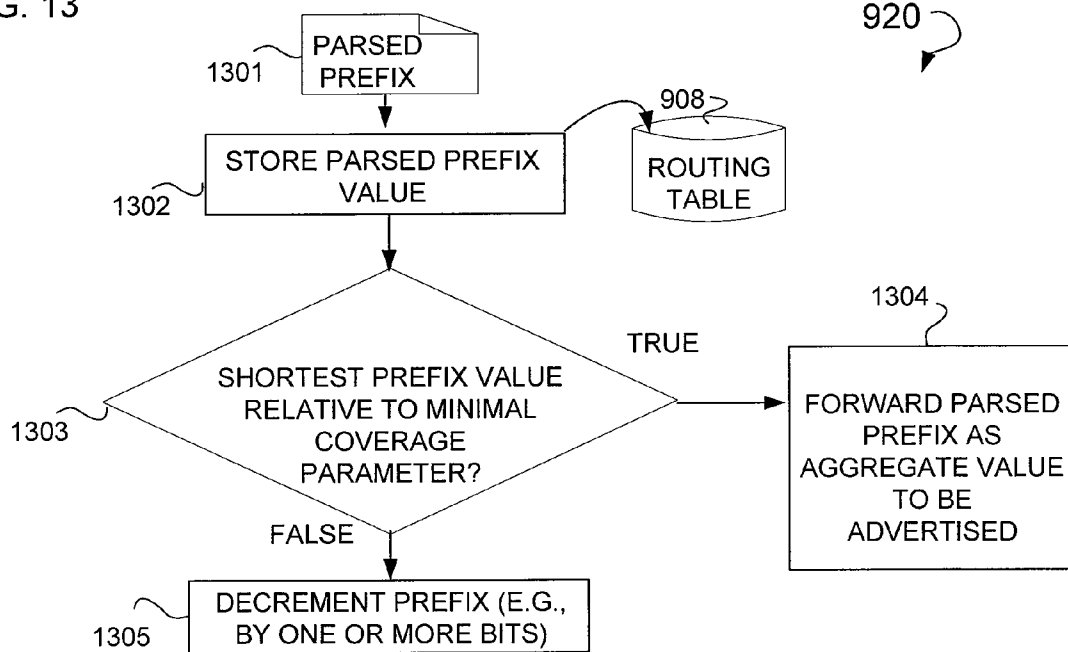 G. 13
920
1301
PARSED
PREFIX
908
1302
STORE PARSED PREFIX
VALUE
ROUTING
TABLE
1303
SHORTEST PREFIX VALUE
RELATIVE TO MINIMAL
COVERAGE
PARAMETER?
TRUE
1304
FORWARD PARSED
PREFIX AS
AGGREGATE VALUE
TO BE
ADVERTISED
FALSE
1305
DECREMENT PREFIX (E.G.,
BY ONE OR MORE BITS)